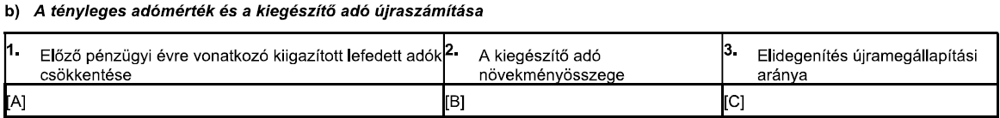 b) A tényleges adómérték és a kiegészítő adó újraszámítása
1. Előző pénzügyi évre vonatkozó kiigazított lefedett adók csökkentése
2. A kiegészítő adó növekményösszege
3. Elidegenítés újramegállapítási aránya
[A]
[B]
[C]